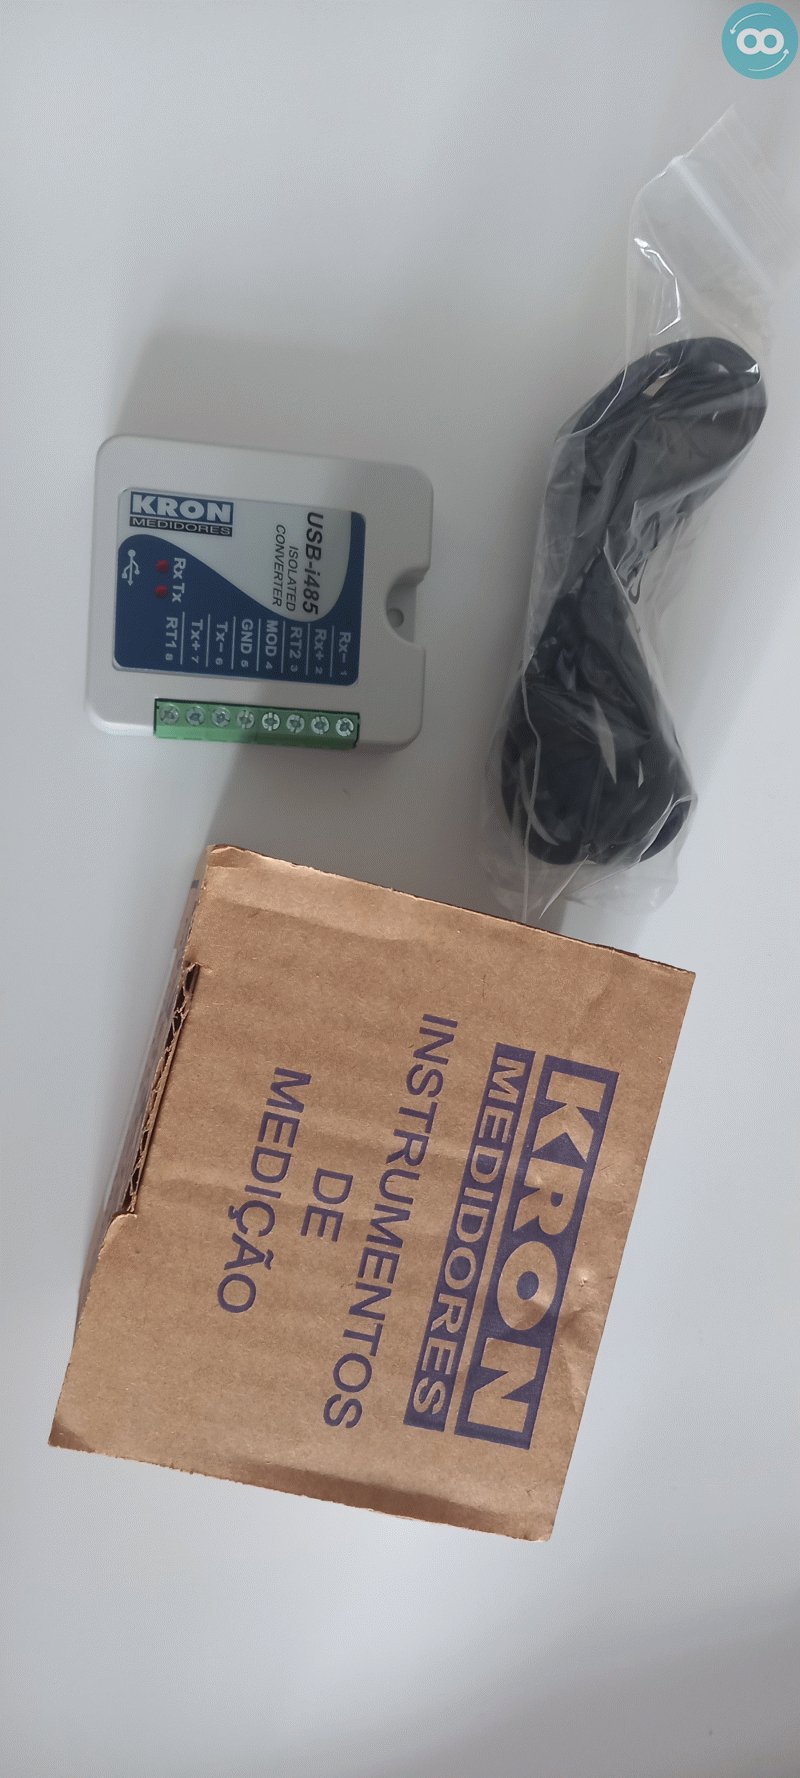 KRON
MEDIDORES
USB-i485
ISOLATED
CONVERTER
Rx Tx
Rx- 1
Rx+ 2
RT2 3
MOD 4
GND 5
Tx- 6
Tx+ 7
RT1 8
KRON
MEDIDORES
INSTRUMENTOS
DE
MEDIÇÃO